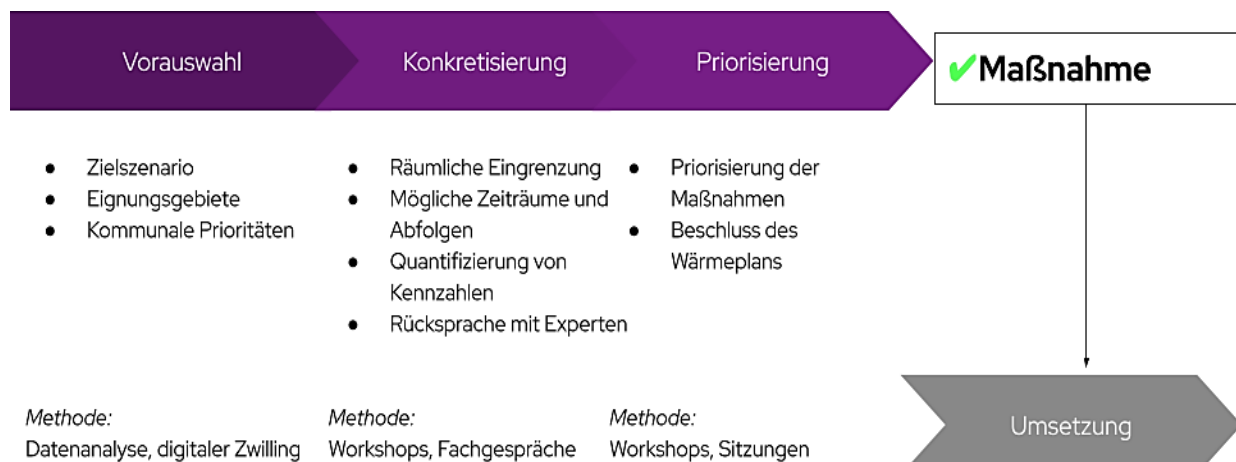 Vorauswahl
Konkretisierung
Priorisierung
✔Maßnahme
● Zielszenario
● Eignungsgebiete
● Kommunale Prioritäten
● Räumliche Eingrenzung
● Mögliche Zeiträume und
Abfolgen
● Quantifizierung von
Kennzahlen
● Rücksprache mit Experten
● Priorisierung der
Maßnahmen
● Beschluss des
Wärmeplans
Methode:
Datenanalyse, digitaler Zwilling
Methode:
Workshops, Fachgespräche
Methode:
Workshops, Sitzungen
Umsetzung